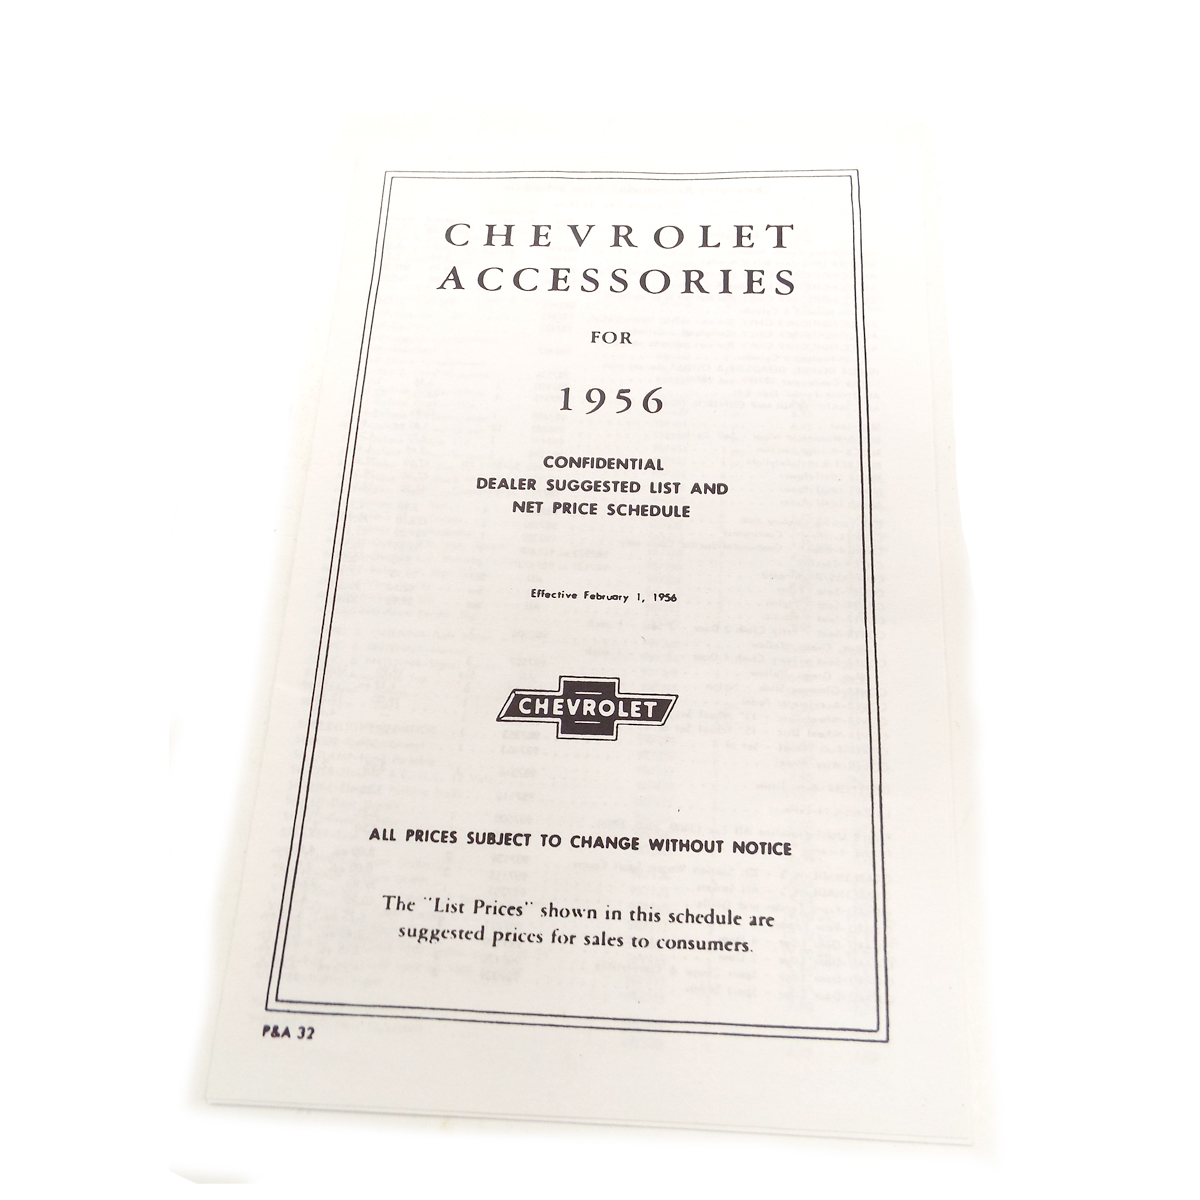 CHEVROLET
ACCESSORIES
FOR
1956
CONFIDENTIAL
DEALER SUGGESTED LIST AND
NET PRICE SCHEDULE
Effective February 1, 1956
CHEVROLET
ALL PRICES SUBJECT TO CHANGE WITHOUT NOTICE
The "List Prices" shown in this schedule are
suggested prices for sales to consumers.
P&A 32